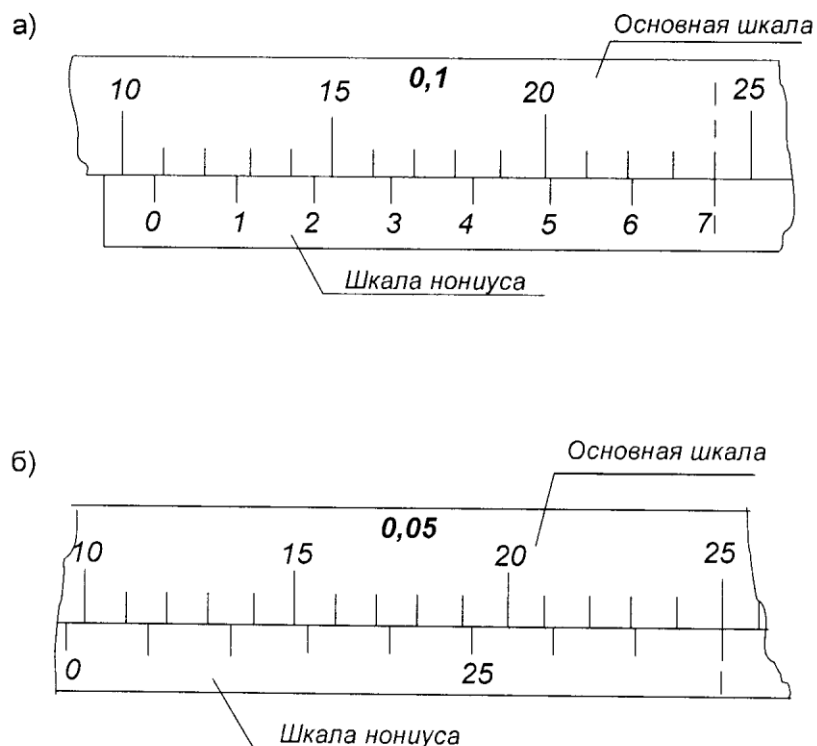 а)
Основная шкала
0,1
10 15 20 25
0 1 2 3 4 5 6 7
Шкала нониуса
б)
Основная шкала
0,05
10 15 20 25
0 25
Шкала нониуса